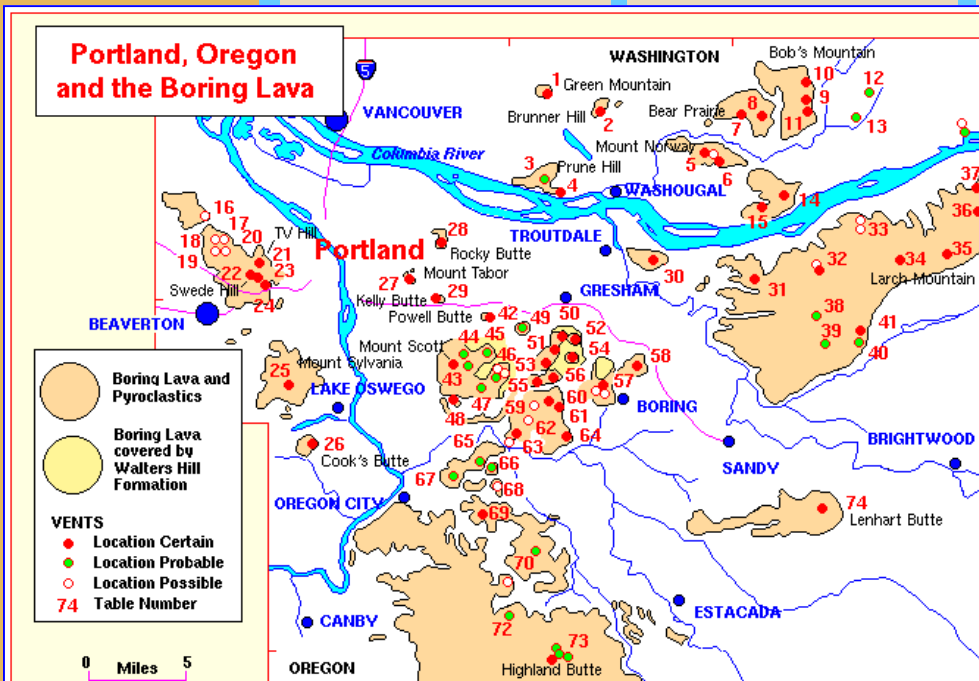 Portland, Oregon
and the Boring Lava
5
VANCOUVER
WASHINGTON
Bob's Mountain
1
Green Mountain
Brunner Hill
2
Bear Prairie
7
8
10
9
11
12
13
Columbia River
Mount Norway
5
6
3
Prune Hill
4
WASHOUGAL
14
15
37
36
16
17
18
19
20
TV Hill
21
22
23
Swede Hill
24
Portland
28
Rocky Butte
TROUTDALE
30
31
32
33
34
35
Larch Mountain
27
Mount Tabor
29
Kelly Butte
GRESHAM
BEAVERTON
Powell Butte
42
49
50
52
38
39
41
40
Mount Scott
44
45
46
51
53
54
58
Mount Sylvania
25
43
55
56
57
LAKE OSWEGO
47
48
59
60
61
BORING
62
63
64
65
26
Cook's Butte
66
67
68
SANDY
BRIGHTWOOD
OREGON CITY
69
74
Lenhart Butte
70
72
73
Highland Butte
ESTACADA
CANBY
OREGON
Boring Lava and
Pyroclastics
Boring Lava
covered by
Walters Hill
Formation
VENTS
Location Certain
Location Probable
Location Possible
74 Table Number
0 Miles 5